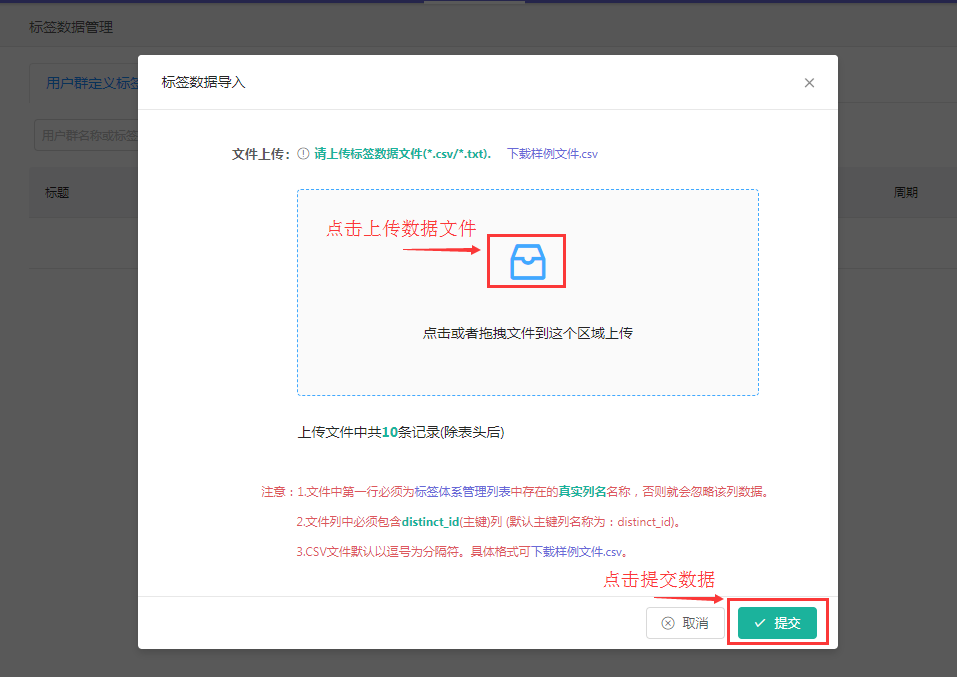 标签数据管理
用户群定义标签
用户群名称或标签
标题
周期
标签数据导入
文件上传： 请上传标签数据文件(*.csv/*.txt). 下载样例文件.csv
点击上传数据文件
点击或者拖拽文件到这个区域上传
上传文件中共10条记录(除表头后)
注意：1.文件中第一行必须为标签体系管理列表中存在的真实列名名称，否则就会忽略该列数据。
2.文件列中必须包含distinct_id(主键)列 (默认主键列名称为：distinct_id)。
3.CSV文件默认以逗号为分隔符。具体格式可下载样例文件.csv。
点击提交数据
取消
提交